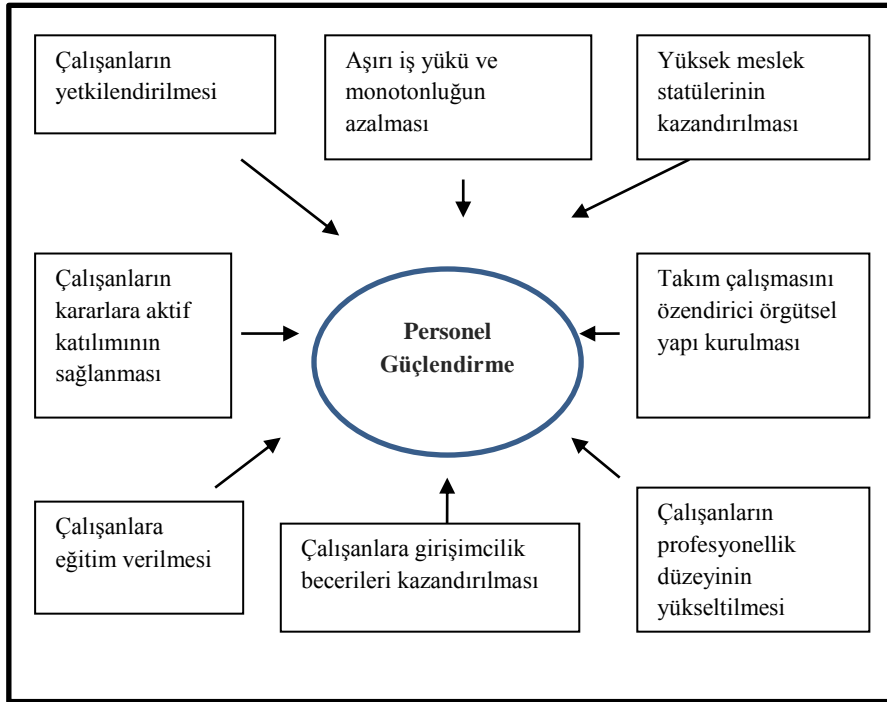 Çalışanların
yetkilendirilmesi
Aşırı iş yükü ve
monotonluğun
azalması
Yüksek meslek
statülerinin
kazandırılması
Çalışanların
kararlara aktif
katılımının
sağlanması
Personel
Güçlendirme
Takım çalışmasını
özendirici örgütsel
yapı kurulması
Çalışanlara
eğitim verilmesi
Çalışanlara girişimcilik
becerileri kazandırılması
Çalışanların
profesyonellik
düzeyinin
yükseltilmesi